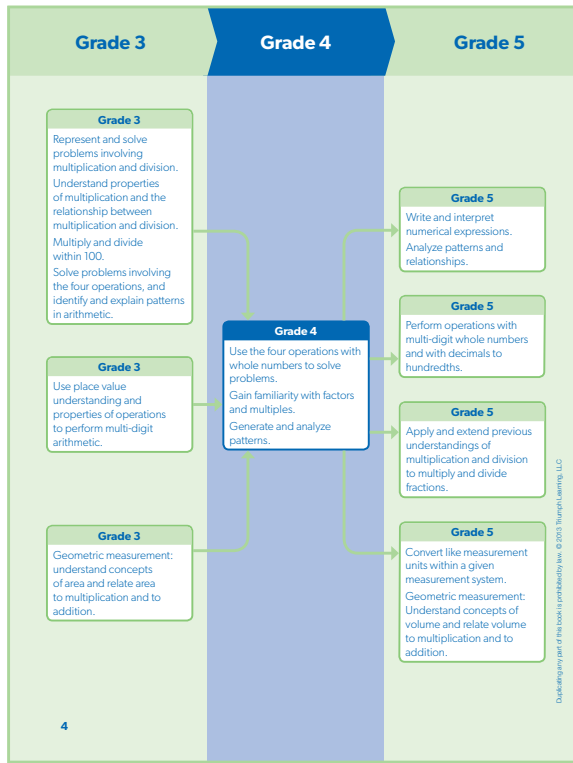 Grade 3
Grade 4
Grade 5
Grade 3
Represent and solve
problems involving
multiplication and division.
Understand properties
of multiplication and the
relationship between
multiplication and division.
Multiply and divide
within 100.
Solve problems involving
the four operations, and
identify and explain patterns
in arithmetic.
Grade 3
Use place value
understanding and
properties of operations
to perform multi-digit
arithmetic.
Grade 3
Geometric measurement:
understand concepts
of area and relate area
to multiplication and to
addition.
Grade 4
Use the four operations with
whole numbers to solve
problems.
Gain familiarity with factors
and multiples.
Generate and analyze
patterns.
Grade 5
Write and interpret
numerical expressions.
Analyze patterns and
relationships.
Grade 5
Perform operations with
multi-digit whole numbers
and with decimals to
hundredths.
Grade 5
Apply and extend previous
understandings of
multiplication and division
to multiply and divide
fractions.
Grade 5
Convert like measurement
units within a given
measurement system.
Geometric measurement:
Understand concepts of
volume and relate volume
to multiplication and to
addition.
Duplicating any part of this book is prohibited by law. © 2013 Triumph Learning, LLC
4